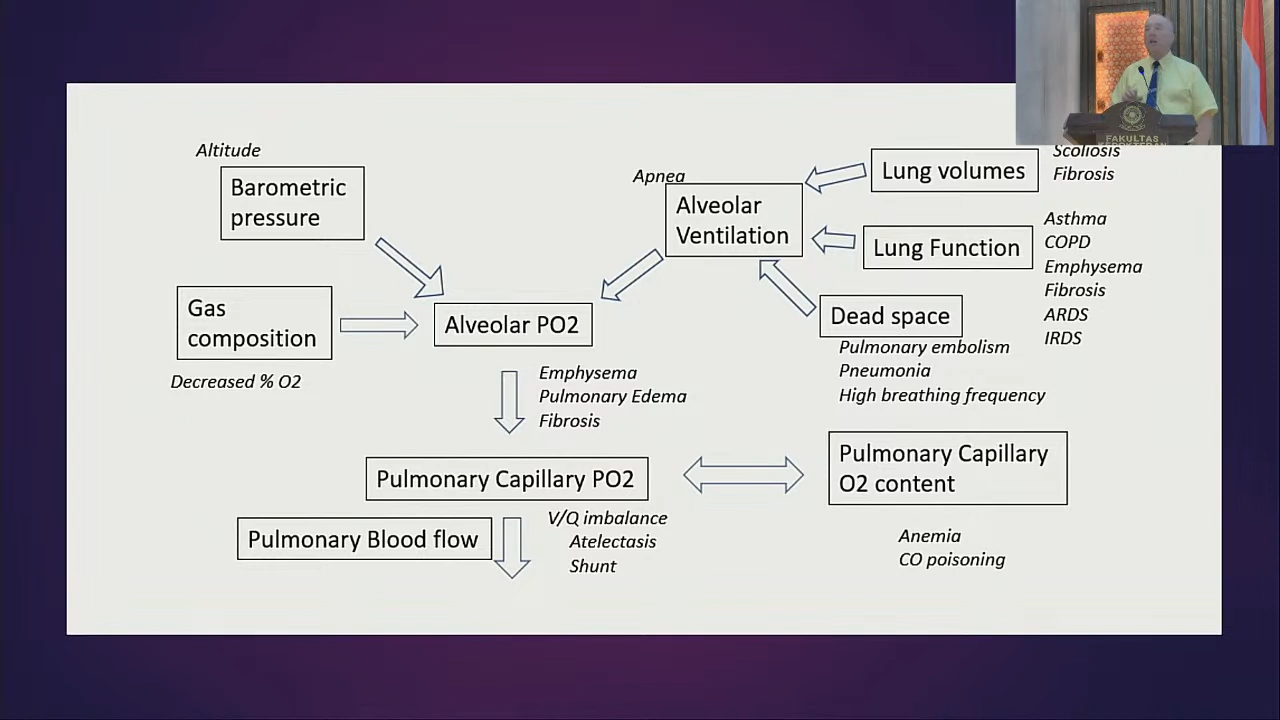 Altitude
Barometric
pressure
Gas
composition
Decreased % O2
Apnea
Alveolar
Ventilation
Lung volumes
Scoliosis
Fibrosis
Lung Function
Asthma
COPD
Emphysema
Fibrosis
ARDS
IRDS
Dead space
Pulmonary embolism
Pneumonia
High breathing frequency
Alveolar PO2
Emphysema
Pulmonary Edema
Fibrosis
Pulmonary Capillary PO2
Pulmonary Capillary
O2 content
Anemia
CO poisoning
Pulmonary Blood flow
V/Q imbalance
Atelectasis
Shunt
FAKULTAS
KEDOKTERAN